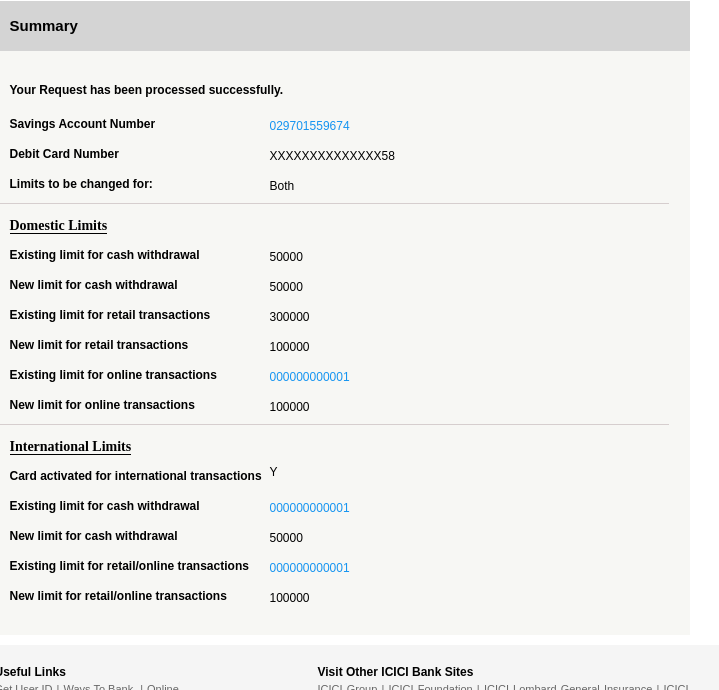 Summary
Your Request has been processed successfully.
Savings Account Number 029701559674
Debit Card Number XXXXXXXXXXXXXX58
Limits to be changed for: Both
Domestic Limits
Existing limit for cash withdrawal 50000
New limit for cash withdrawal 50000
Existing limit for retail transactions 300000
New limit for retail transactions 100000
Existing limit for online transactions 000000000001
New limit for online transactions 100000
International Limits
Card activated for international transactions Y
Existing limit for cash withdrawal 000000000001
New limit for cash withdrawal 50000
Existing limit for retail/online transactions 000000000001
New limit for retail/online transactions 100000
Useful Links Visit Other ICICI Bank Sites
Get User ID | Ways To Bank | Online ICICI Group | ICICI Foundation | ICICI Lombard General Insurance | ICICI